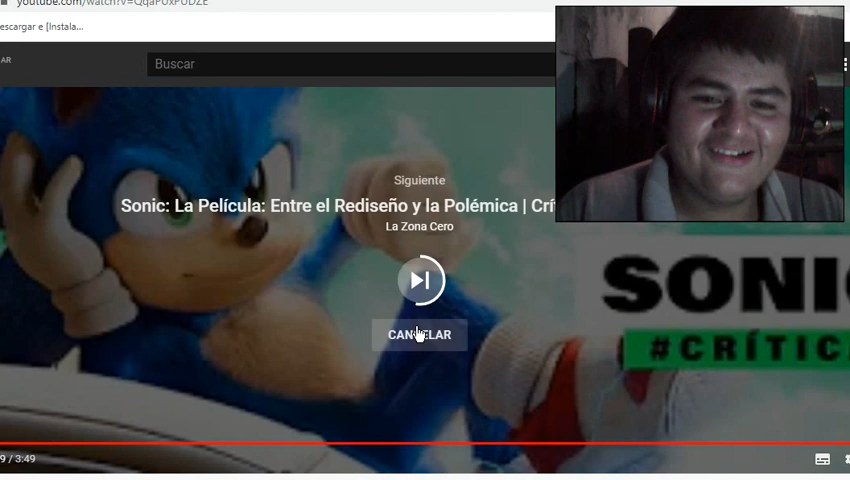 youtube.com/watch?v=QqaPUxPUDZE
escargar e [Instala...
AR
Buscar
Siguiente
Sonic: La Película: Entre el Rediseño y la Polémica | Crí
La Zona Cero
CANCELAR
SONIC
#CRÍTIC
9 / 3:49